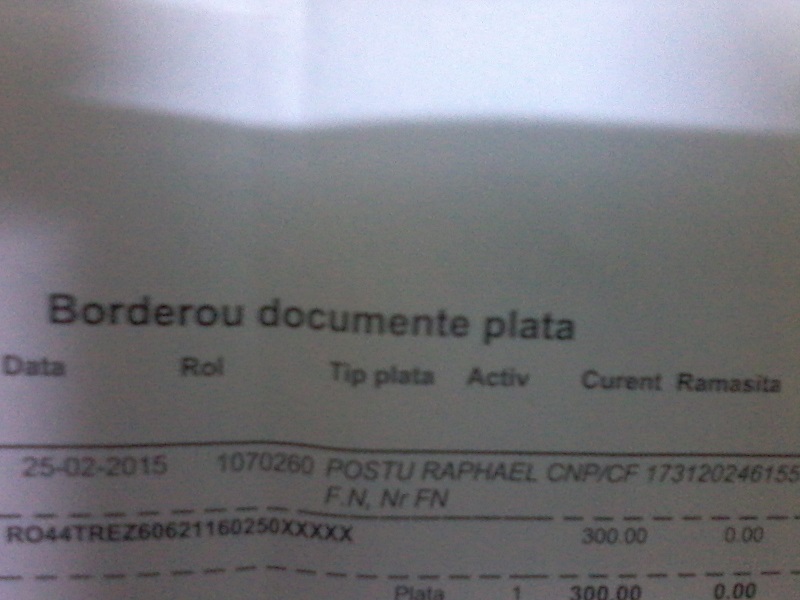 Borderou documente plata
Data Rol Tip plata Activ Curent Ramasita
25-02-2015 1070260 POSTU RAPHAEL CNP/CF 173120246155
F.N, Nr FN
RO44TREZ60621160250XXXXX 300.00 0.00
Plata 1 300.00 0.00